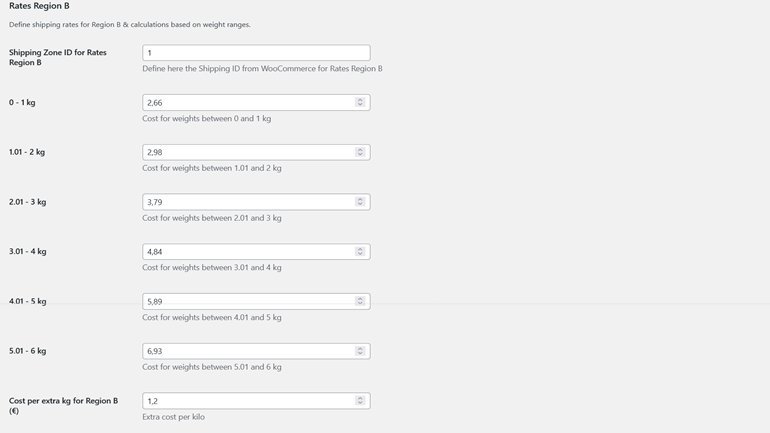 Rates Region B
Define shipping rates for Region B & calculations based on weight ranges.
Shipping Zone ID for Rates
Region B
1
Define here the Shipping ID from WooCommerce for Rates Region B
0 - 1 kg
2,66
Cost for weights between 0 and 1 kg
1.01 - 2 kg
2,98
Cost for weights between 1.01 and 2 kg
2.01 - 3 kg
3,79
Cost for weights between 2.01 and 3 kg
3.01 - 4 kg
4,84
Cost for weights between 3.01 and 4 kg
4.01 - 5 kg
5,89
Cost for weights between 4.01 and 5 kg
5.01 - 6 kg
6,93
Cost for weights between 5.01 and 6 kg
Cost per extra kg for Region B
(€)
1,2
Extra cost per kilo